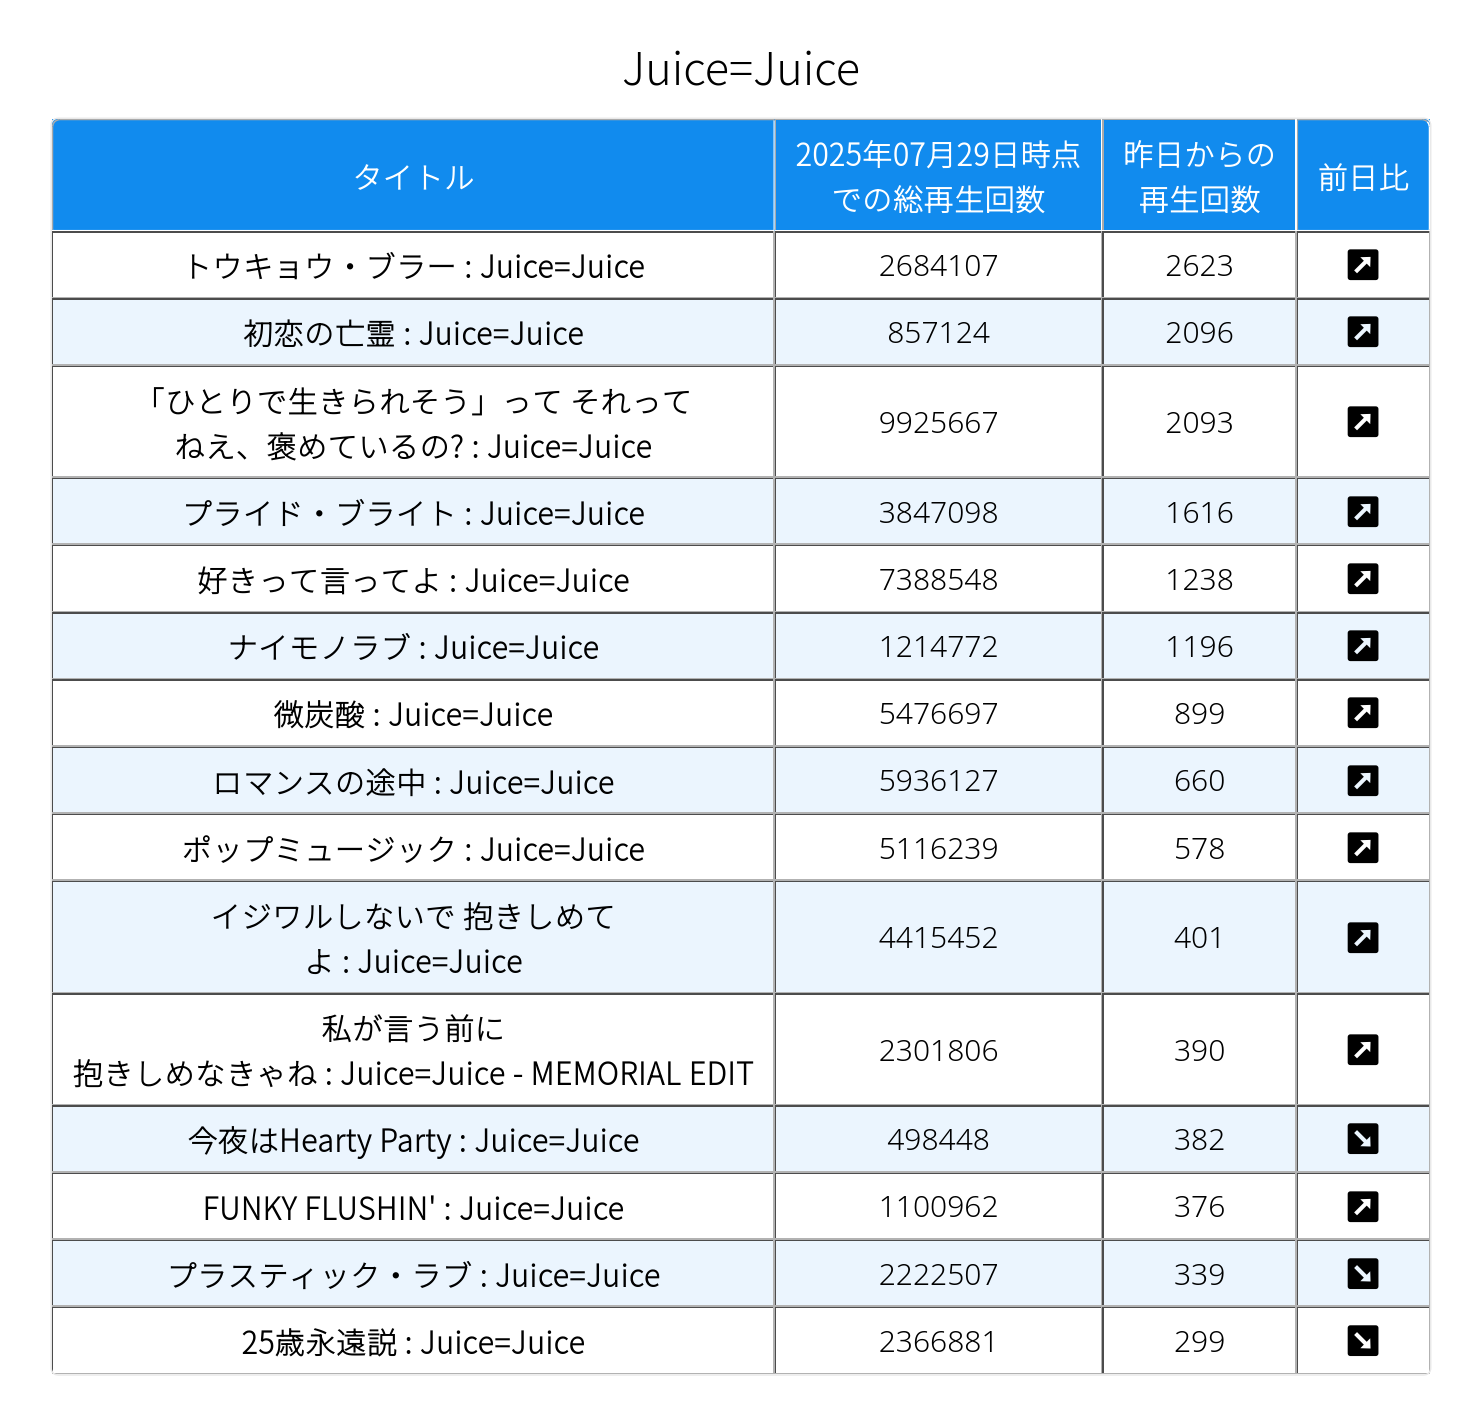 Juice=Juice
タイトル
2025年07月29日時点
での総再生回数
昨日からの
再生回数
前日比
トウキョウ・ブラー : Juice=Juice 2684107 2623 ↗
初恋の亡霊 : Juice=Juice 857124 2096 ↗
「ひとりで生きられそう」って それって
ねえ、褒めているの? : Juice=Juice 9925667 2093 ↗
プライド・ブライト : Juice=Juice 3847098 1616 ↗
好きって言ってよ : Juice=Juice 7388548 1238 ↗
ナイモノラブ : Juice=Juice 1214772 1196 ↗
微炭酸 : Juice=Juice 5476697 899 ↗
ロマンスの途中 : Juice=Juice 5936127 660 ↗
ポップミュージック : Juice=Juice 5116239 578 ↗
イジワルしないで 抱きしめて
よ : Juice=Juice 4415452 401 ↗
私が言う前に
抱きしめなきゃね : Juice=Juice - MEMORIAL EDIT 2301806 390 ↗
今夜はHearty Party : Juice=Juice 498448 382 ↘
FUNKY FLUSHIN' : Juice=Juice 1100962 376 ↗
プラスティック・ラブ : Juice=Juice 2222507 339 ↘
25歳永遠説 : Juice=Juice 2366881 299 ↘